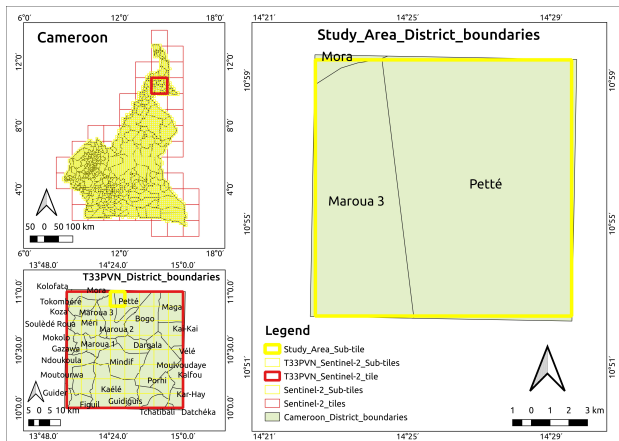 6°0' 12°0' 18°0'
Cameroon
12°0' 12°0'
8°0' 8°0'
4°0' 4°0'
50 0 50 100 km
6°0' 12°0' 18°0'
13°48.0' 14°24.0' 15°0.0'
T33PVN_District_boundaries
Kolofata
Mora
11°0.0' 11°0.0'
Tokombéré
Petté
Maga
Koza
Maroua 3
Bogo
Soulèdé Roua
Méri
Maroua 2
Kar-Kai
Mokolo
Maroua 1
Dargala
Gazawa
Vélé
10°30.0' 10°30.0'
Ndoukoula
Mindif
Moulvoudaye
Moutourwa
Kalfou
Porhi
Guider
Kaélé
Kar-Hay
Figuil
Guidiguis
Tchatibali
Datchéka
10°0.0' 10°0.0'
5 0 5 10 km
13°48.0' 14°24.0' 15°0.0'
14°21' 14°25' 14°29'
Study_Area_District_boundaries
Mora
10°59' 10°59'
Petté
Maroua 3
10°55' 10°55'
10°51' 10°51'
Legend
Study_Area_Sub-tile
T33PVN_Sentinel-2_Sub-tiles
T33PVN_Sentinel-2_tile
Sentinel-2_Sub-tiles
Sentinel-2_tiles
Cameroon_District_boundaries
1 0 1 2 3 km
14°21' 14°25' 14°29'